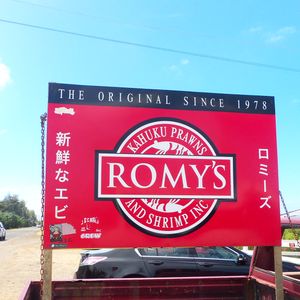 THE ORIGINAL SINCE 1978
新鮮なエビ
KAHUKU PRAWNS
ROMY'S
AND SHRIMP INC
ロミーズ